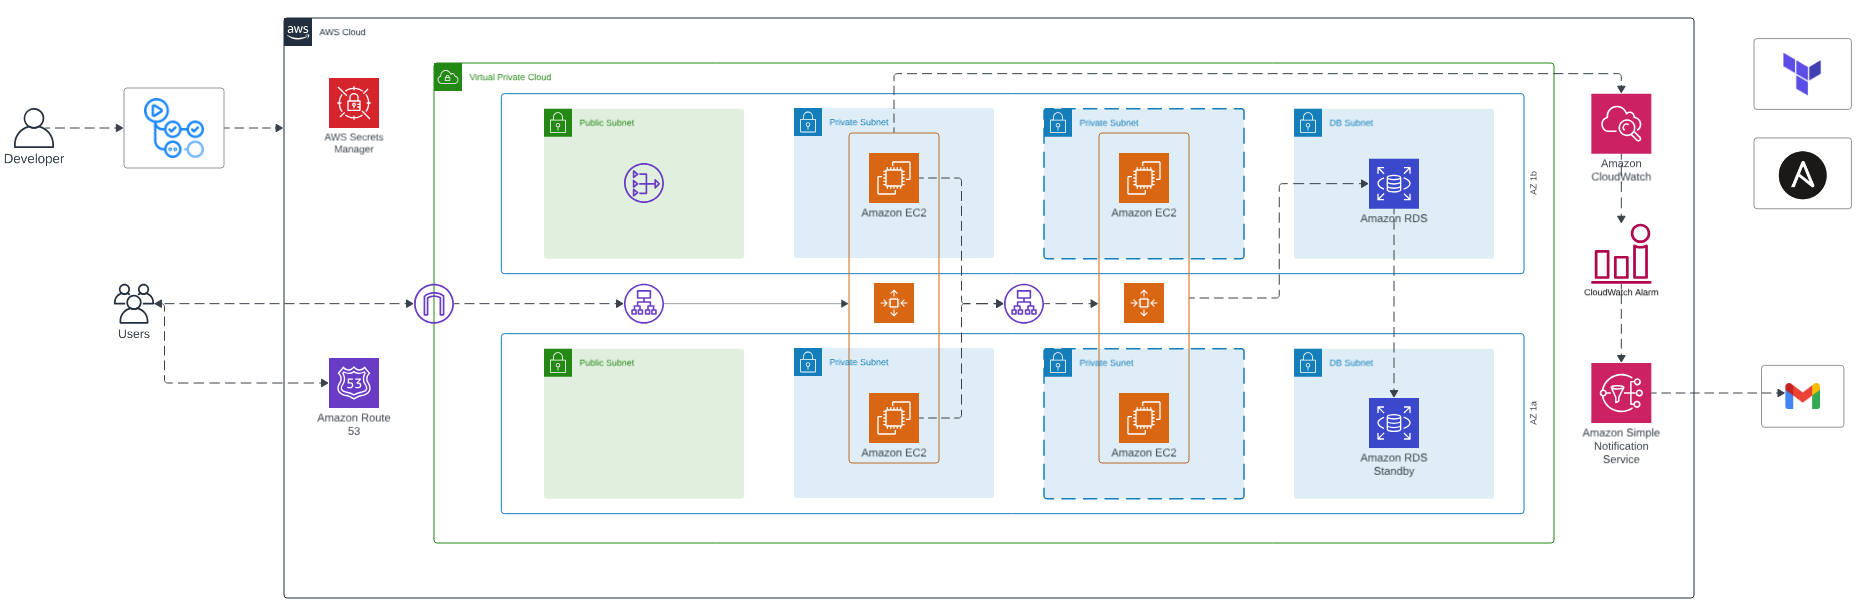 aws
AWS Cloud
Virtual Private Cloud
AWS Secrets
Manager
Developer
Public Subnet
Private Subnet
Private Subnet
DB Subnet
Amazon EC2
Amazon EC2
Amazon RDS
AZ 1b
Amazon
CloudWatch
CloudWatch Alarm
Users
53
Amazon Route
53
Public Subnet
Private Subnet
Private Sunet
DB Subnet
Amazon EC2
Amazon EC2
Amazon RDS
Standby
AZ 1a
Amazon Simple
Notification
Service